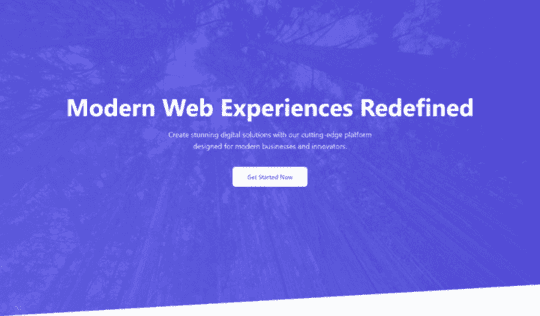 Modern Web Experiences Redefined
Create stunning digital solutions with our cutting-edge platform
designed for modern businesses and innovators.
Get Started Now